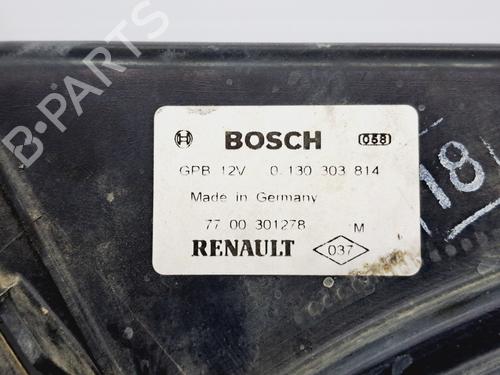 BOSCH 058
GPB 12V 0 130 303 814
Made in Germany
77 00 301278 M
RENAULT 037
18
B-PARTS